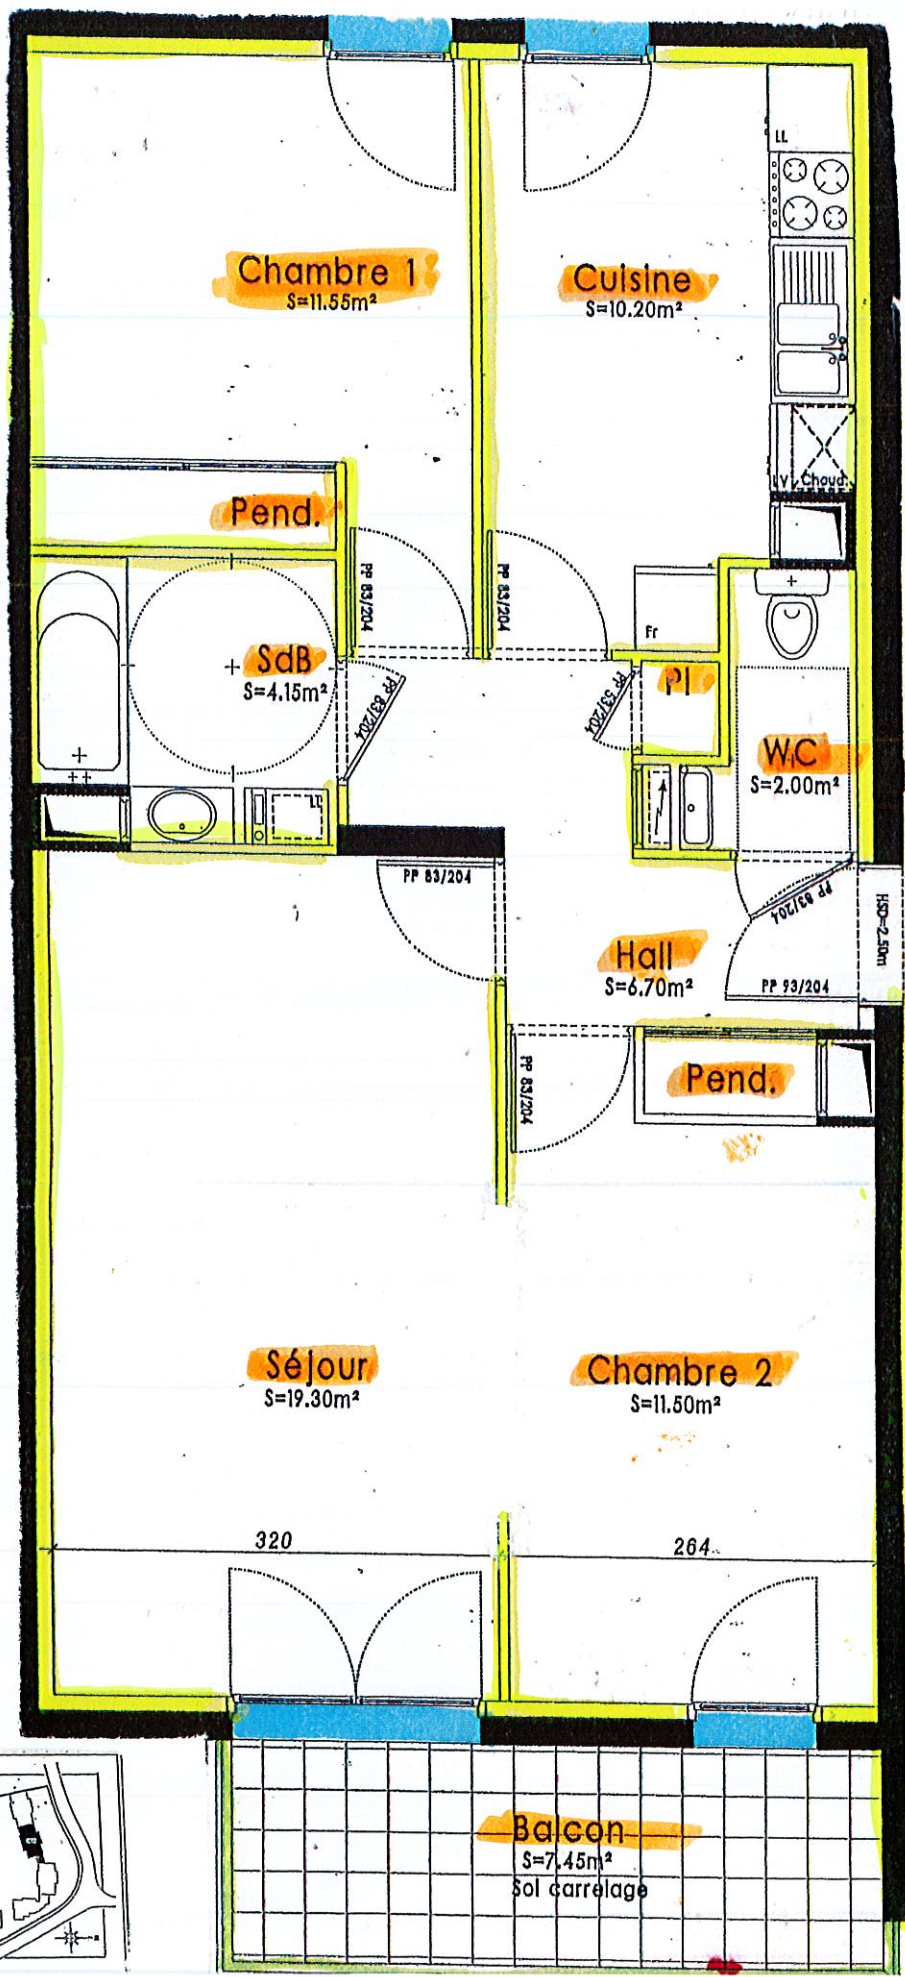 LL
Chambre 1
S=11.55m²
Cuisine
S=10.20m²
LV
Chaud.
Pend.
PP 83/204
PP 83/204
Fr
SdB
S=4.15m²
PP 83/204
PP 53/204
Pl
WC
S=2.00m²
LL
PP 83/204
PP 83/204
HSD=2.50m
Hall
S=6.70m²
PP 93/204
PP 83/204
Pend.
Séjour
S=19.30m²
Chambre 2
S=11.50m²
320
264
Balcon
S=7.45m²
Sol carrelage